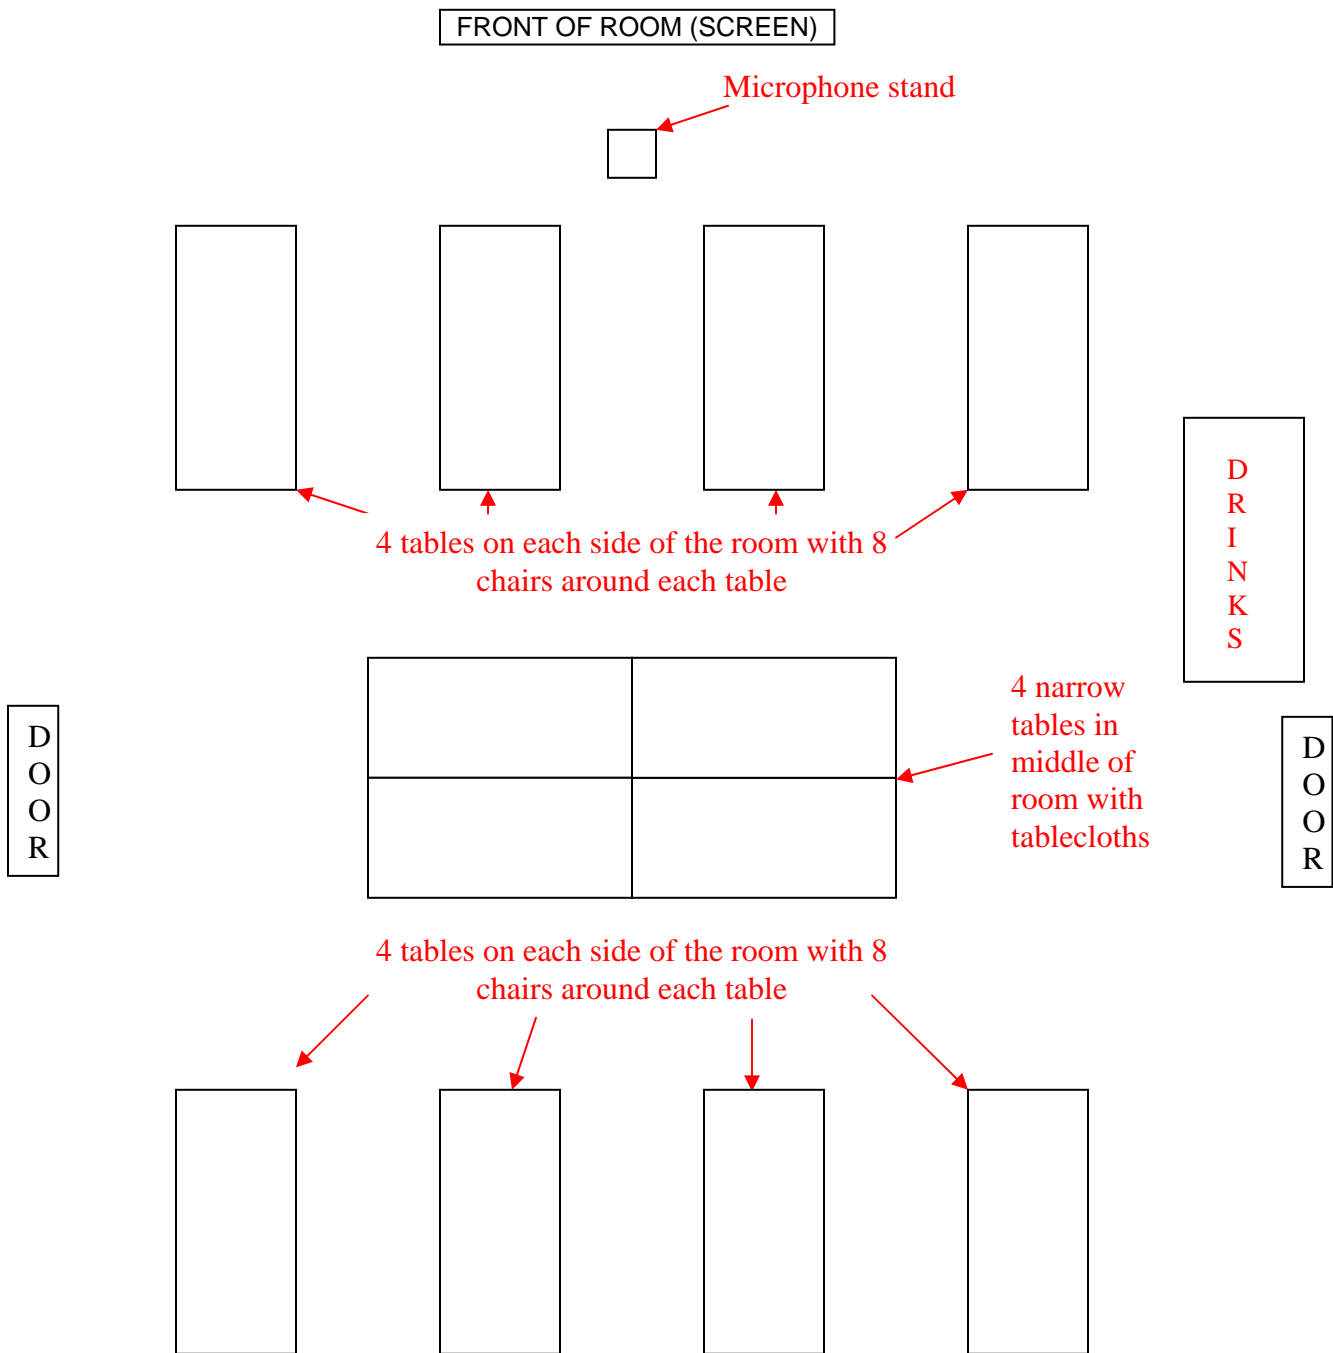 FRONT OF ROOM (SCREEN)
Microphone stand
D
R
I
N
K
S
4 tables on each side of the room with 8
chairs around each table
4 narrow
tables in
middle of
room with
tablecloths
D
O
O
R
D
O
O
R
4 tables on each side of the room with 8
chairs around each table